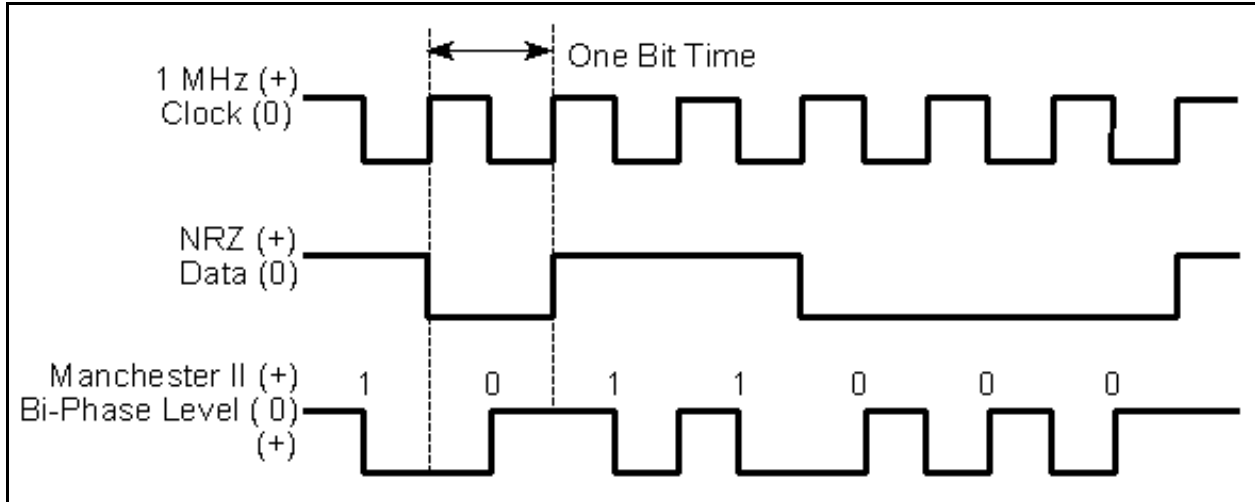 One Bit Time
1 MHz (+)
Clock (0)
NRZ (+)
Data (0)
Manchester II (+)
1 0 1 1 0 0 0
Bi-Phase Level ( 0)
(+)